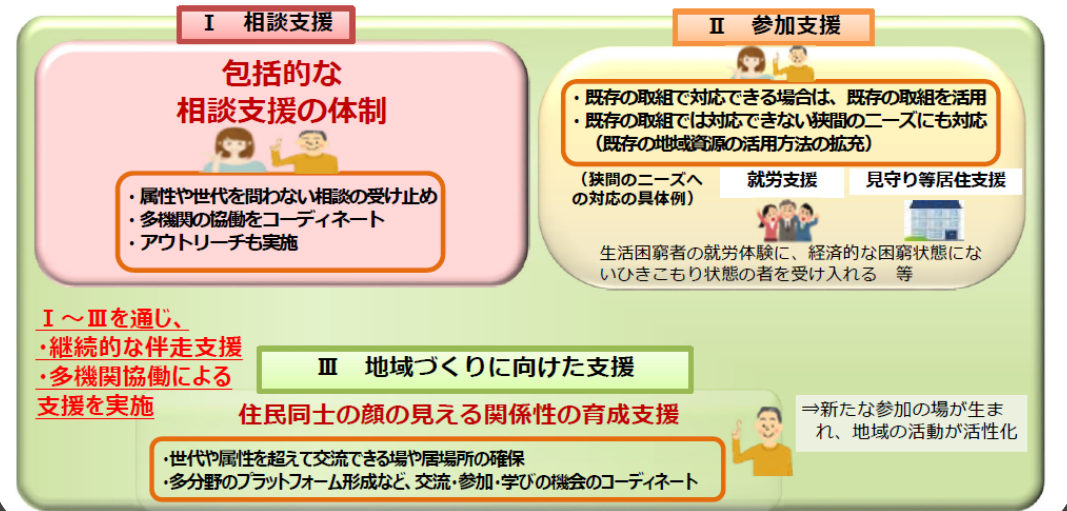 Ⅰ 相談支援
包括的な
相談支援の体制
・属性や世代を問わない相談の受け止め
・多機関の協働をコーディネート
・アウトリーチも実施
Ⅱ 参加支援
・既存の取組で対応できる場合は、既存の取組を活用
・既存の取組では対応できない狭間のニーズにも対応
（既存の地域資源の活用方法の拡充）
（狭間のニーズへ
の対応の具体例）
就労支援
見守り等居住支援
生活困窮者の就労体験に、経済的な困窮状態にな
いひきこもり状態の者を受け入れる 等
Ⅰ～Ⅲを通じ、
・継続的な伴走支援
・多機関協働による
支援を実施
Ⅲ 地域づくりに向けた支援
住民同士の顔の見える関係性の育成支援
・世代や属性を超えて交流できる場や居場所の確保
・多分野のプラットフォーム形成など、交流・参加・学びの機会のコーディネート
⇒新たな参加の場が生ま
れ、地域の活動が活性化